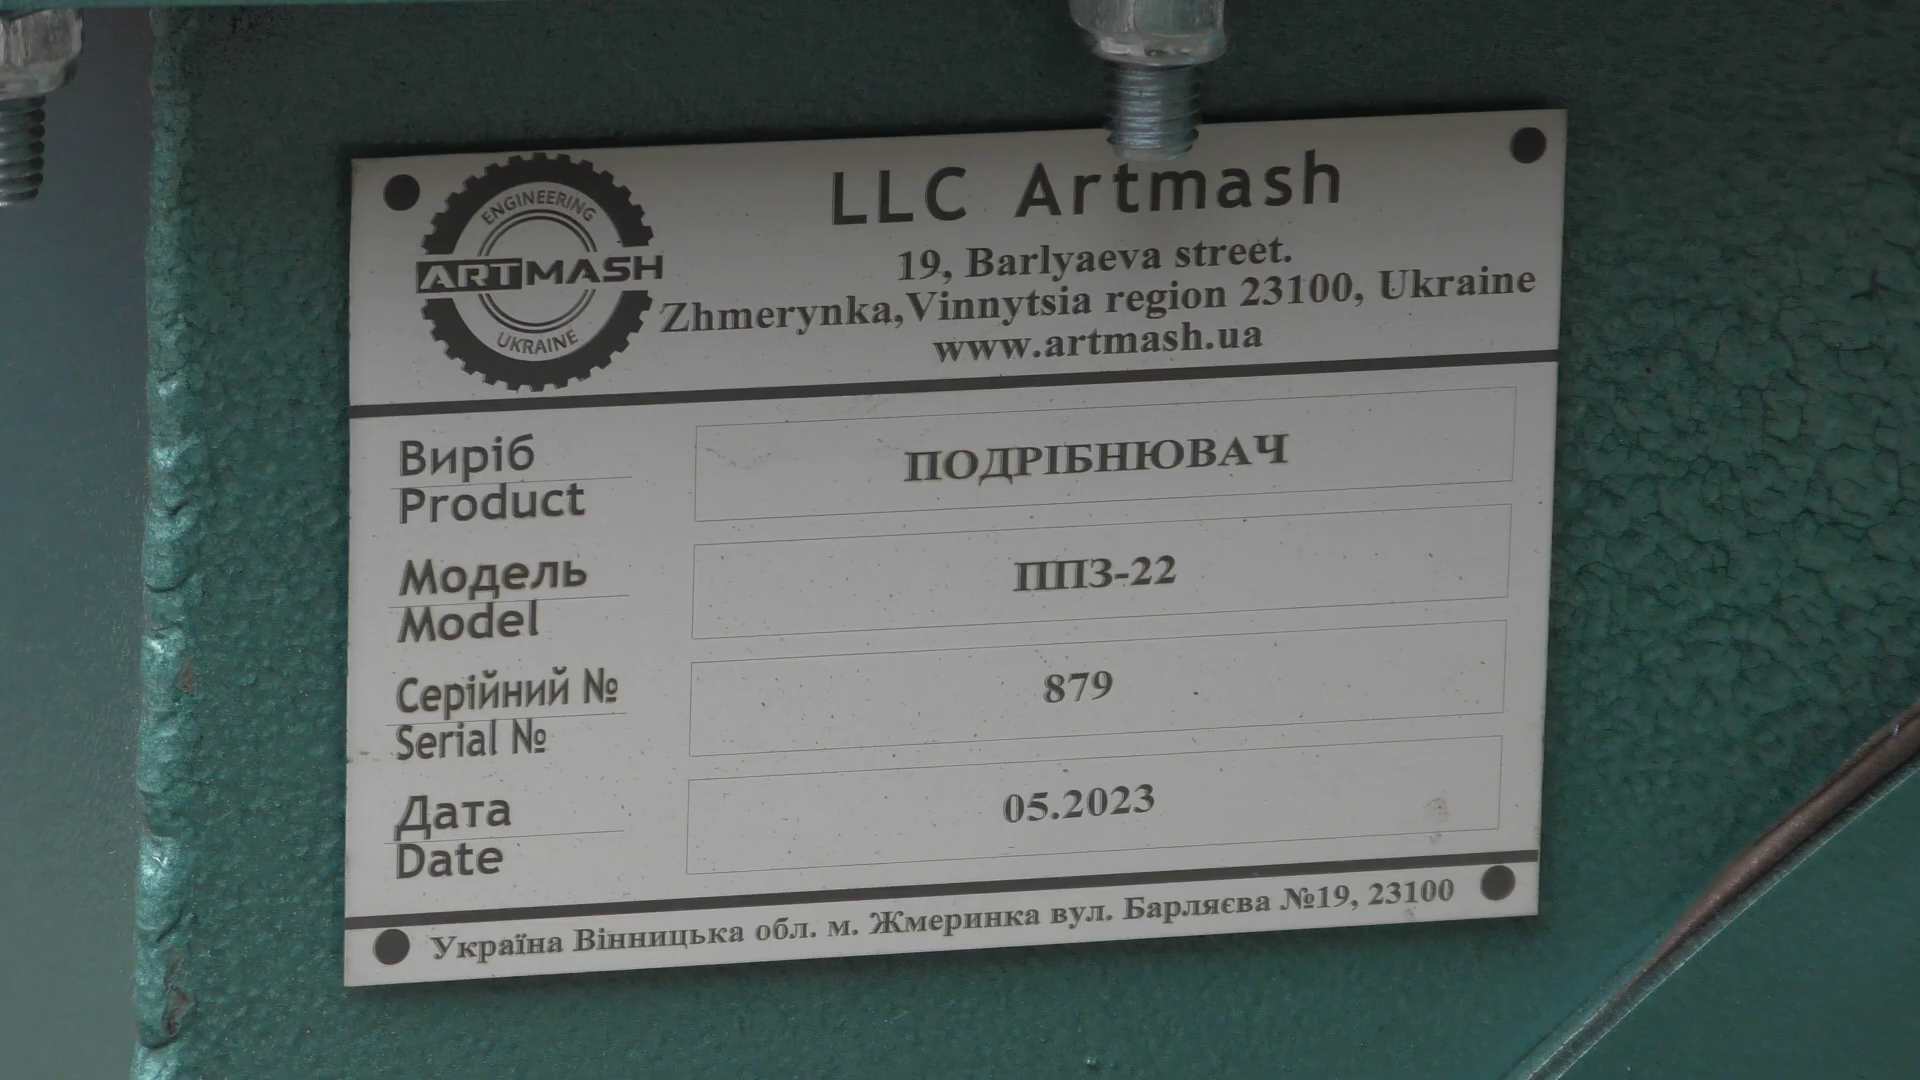 ENGINEERING
ARTMASH
UKRAINE
LLC Artmash
19, Barlyaeva street.
Zhmerynka,Vinnytsia region 23100, Ukraine
www.artmash.ua
Виріб
Product
ПОДРІБНЮВАЧ
Модель
Model
ППЗ-22
Серійний №
Serial №
879
Дата
Date
05.2023
Україна Вінницька обл. м. Жмеринка вул. Барляєва №19, 23100